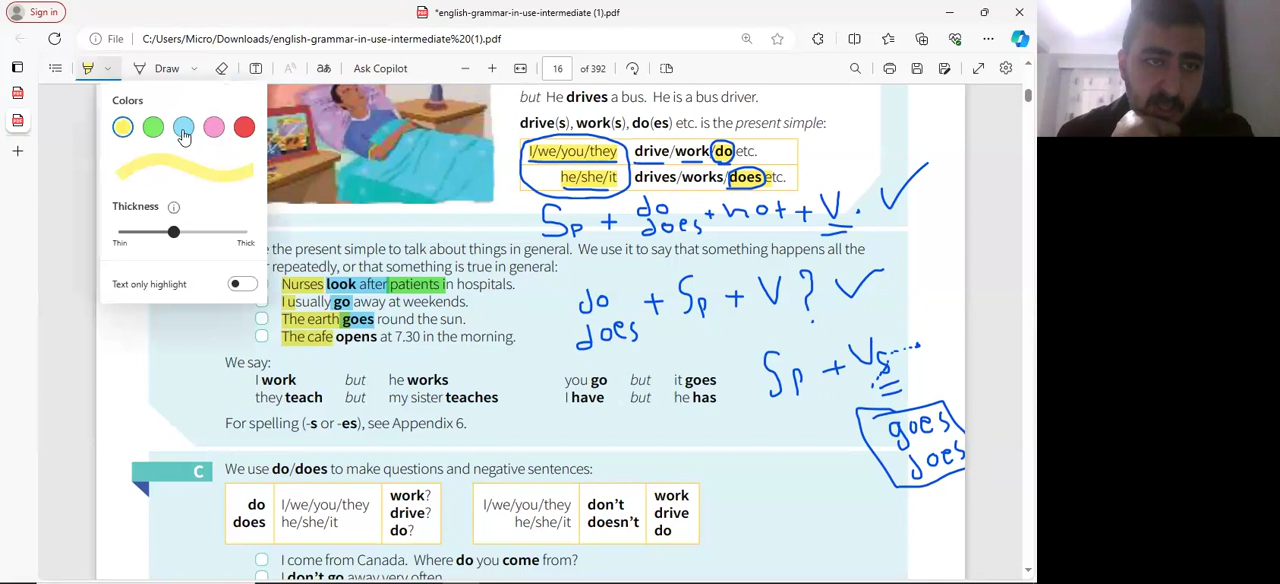 Sign in
*english-grammar-in-use-intermediate (1).pdf
File C:/Users/Micro/Downloads/english-grammar-in-use-intermediate%20(1).pdf
Draw aあ Ask Copilot 16 of 392
Colors
Thickness
Thin Thick
Text only highlight
but He drives a bus. He is a bus driver.
drive(s), work(s), do(es) etc. is the present simple:
I/we/you/they drive/work/do etc.
he/she/it drives/works/does etc.
Sp + do does + not + V.
e the present simple to talk about things in general. We use it to say that something happens all the
r repeatedly, or that something is true in general:
Nurses look after patients in hospitals.
I usually go away at weekends.
The earth goes round the sun.
The cafe opens at 7.30 in the morning.
do does + Sp + V ?
Sp + Vs
goes
does
We say:
I work but he works you go but it goes
they teach but my sister teaches I have but he has
For spelling (-s or -es), see Appendix 6.
C We use do/does to make questions and negative sentences:
do I/we/you/they work?
does he/she/it drive?
do?
I/we/you/they don't work
he/she/it doesn't drive
do
I come from Canada. Where do you come from?
I don't go away very often.